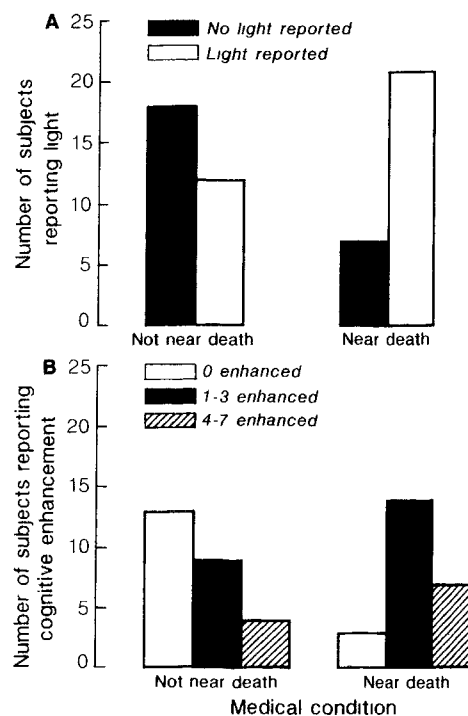 A
No light reported
Light reported
Number of subjects
reporting light
25
20
15
10
5
0
Not near death
Near death
B
0 enhanced
1-3 enhanced
4-7 enhanced
Number of subjects reporting
cognitive enhancement
25
20
15
10
5
0
Not near death
Near death
Medical condition